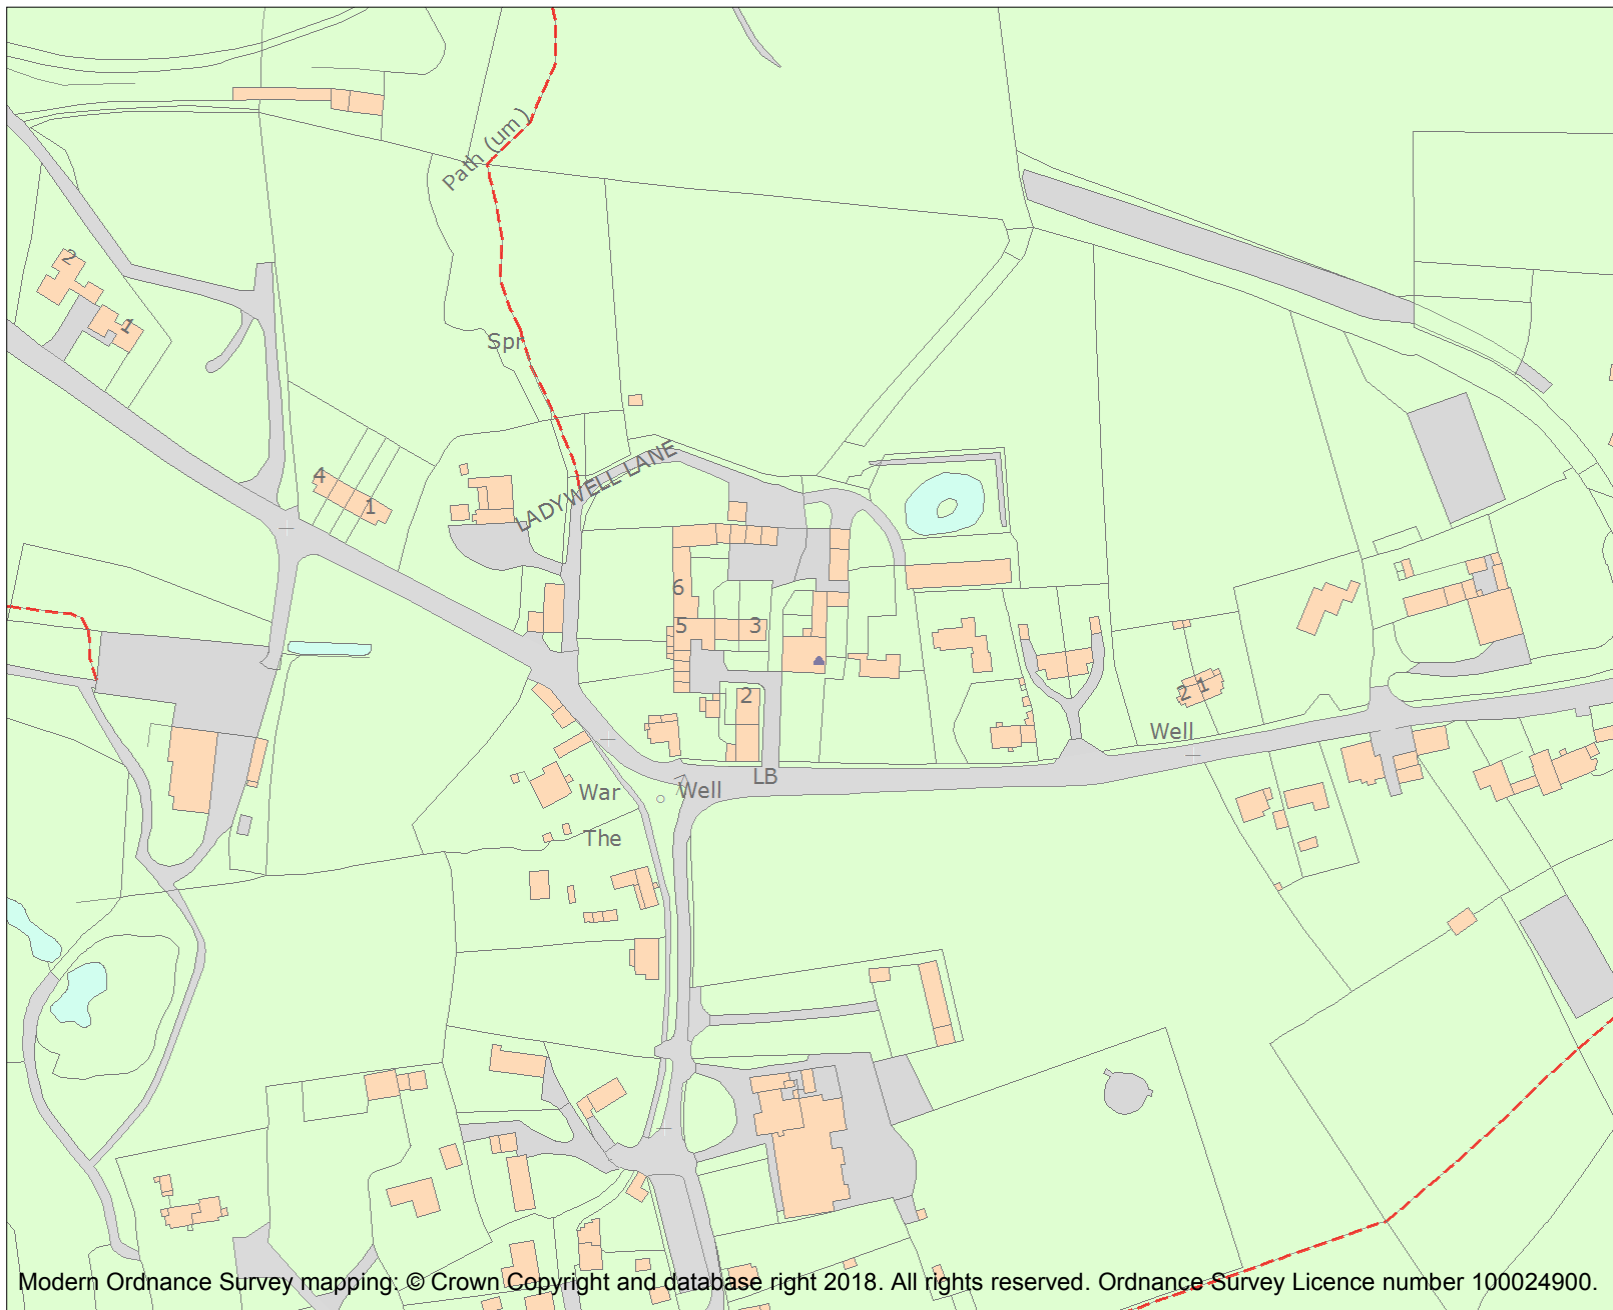 Path (um)
2
1
Spr
LADYWELL LANE
4
1
6
5
3
2
2 1
Well
LB
Well
War
The
Modern Ordnance Survey mapping: © Crown Copyright and database right 2018. All rights reserved. Ordnance Survey Licence number 100024900.